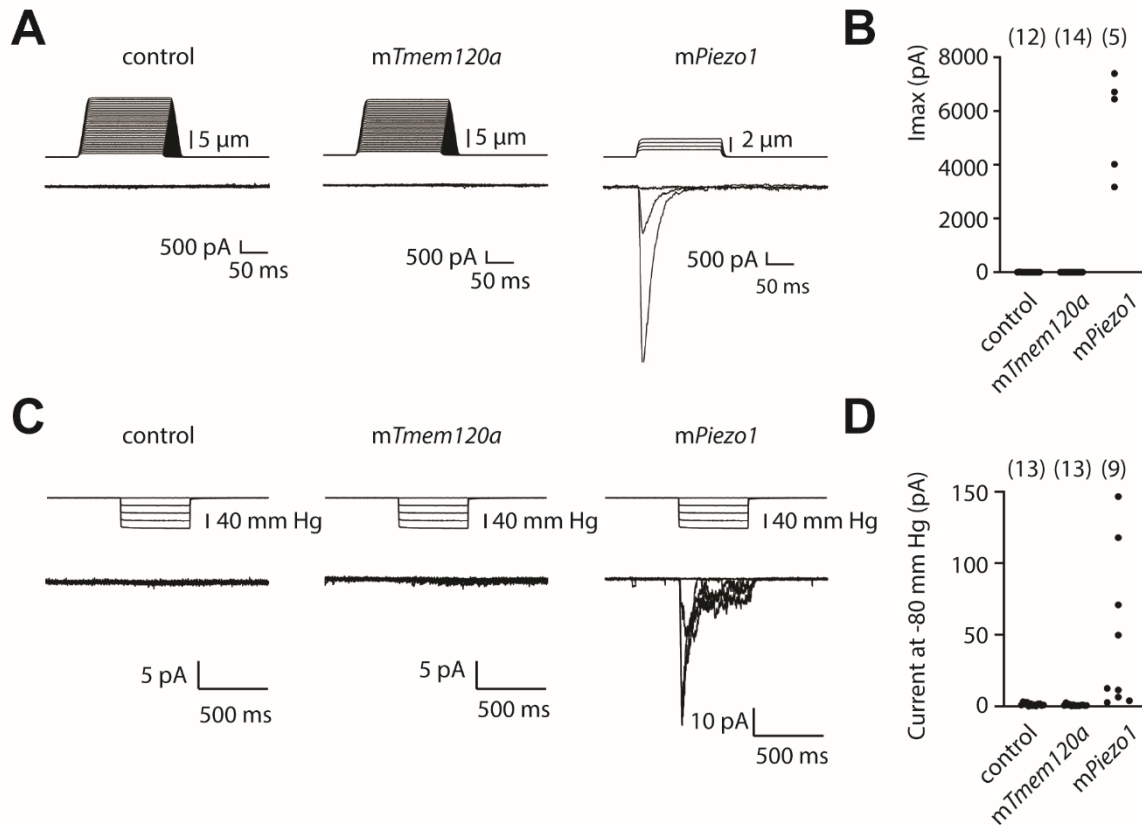 A
control
mTmem120a
mPiezo1
5 µm
5 µm
2 µm
500 pA
50 ms
500 pA
50 ms
500 pA
50 ms
B
(12) (14) (5)
Imax (pA)
8000
6000
4000
2000
0
control
mTmem120a
mPiezo1
C
control
mTmem120a
mPiezo1
40 mm Hg
40 mm Hg
40 mm Hg
5 pA
500 ms
5 pA
500 ms
10 pA
500 ms
D
(13) (13) (9)
Current at -80 mm Hg (pA)
150
100
50
0
control
mTmem120a
mPiezo1